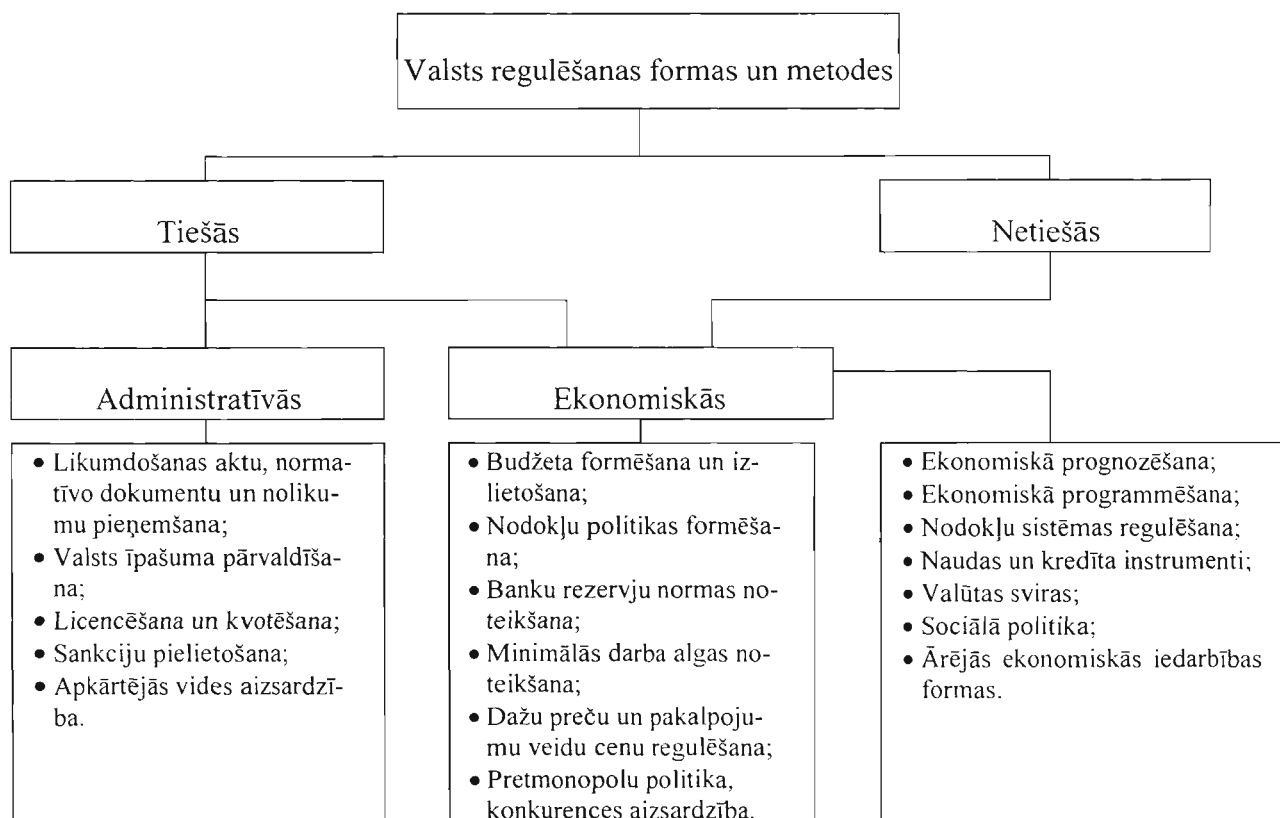 Valsts regulēšanas formas un metodes
Tiešās
Netiešās
Administratīvās
Ekonomiskās
• Likumdošanas aktu, norma-
tīvo dokumentu un noliku-
mu pieņemšana;
• Valsts īpašuma pārvaldīša-
na;
• Licencēšana un kvotēšana;
• Sankciju pielietošana;
• Apkārtējās vides aizsardzī-
ba.
• Budžeta formēšana un iz-
lietošana;
• Nodokļu politikas formēša-
na;
• Banku rezervju normas no-
teikšana;
• Minimālās darba algas no-
teikšana;
• Dažu preču un pakalpoju-
mu veidu cenu regulēšana;
• Pretmonopolu politika,
konkurences aizsardzība.
• Ekonomiskā prognozēšana;
• Ekonomiskā programmēšana;
• Nodokļu sistēmas regulēšana;
• Naudas un kredīta instrumenti;
• Valūtas sviras;
• Sociālā politika;
• Ārējās ekonomiskās iedarbības
formas.